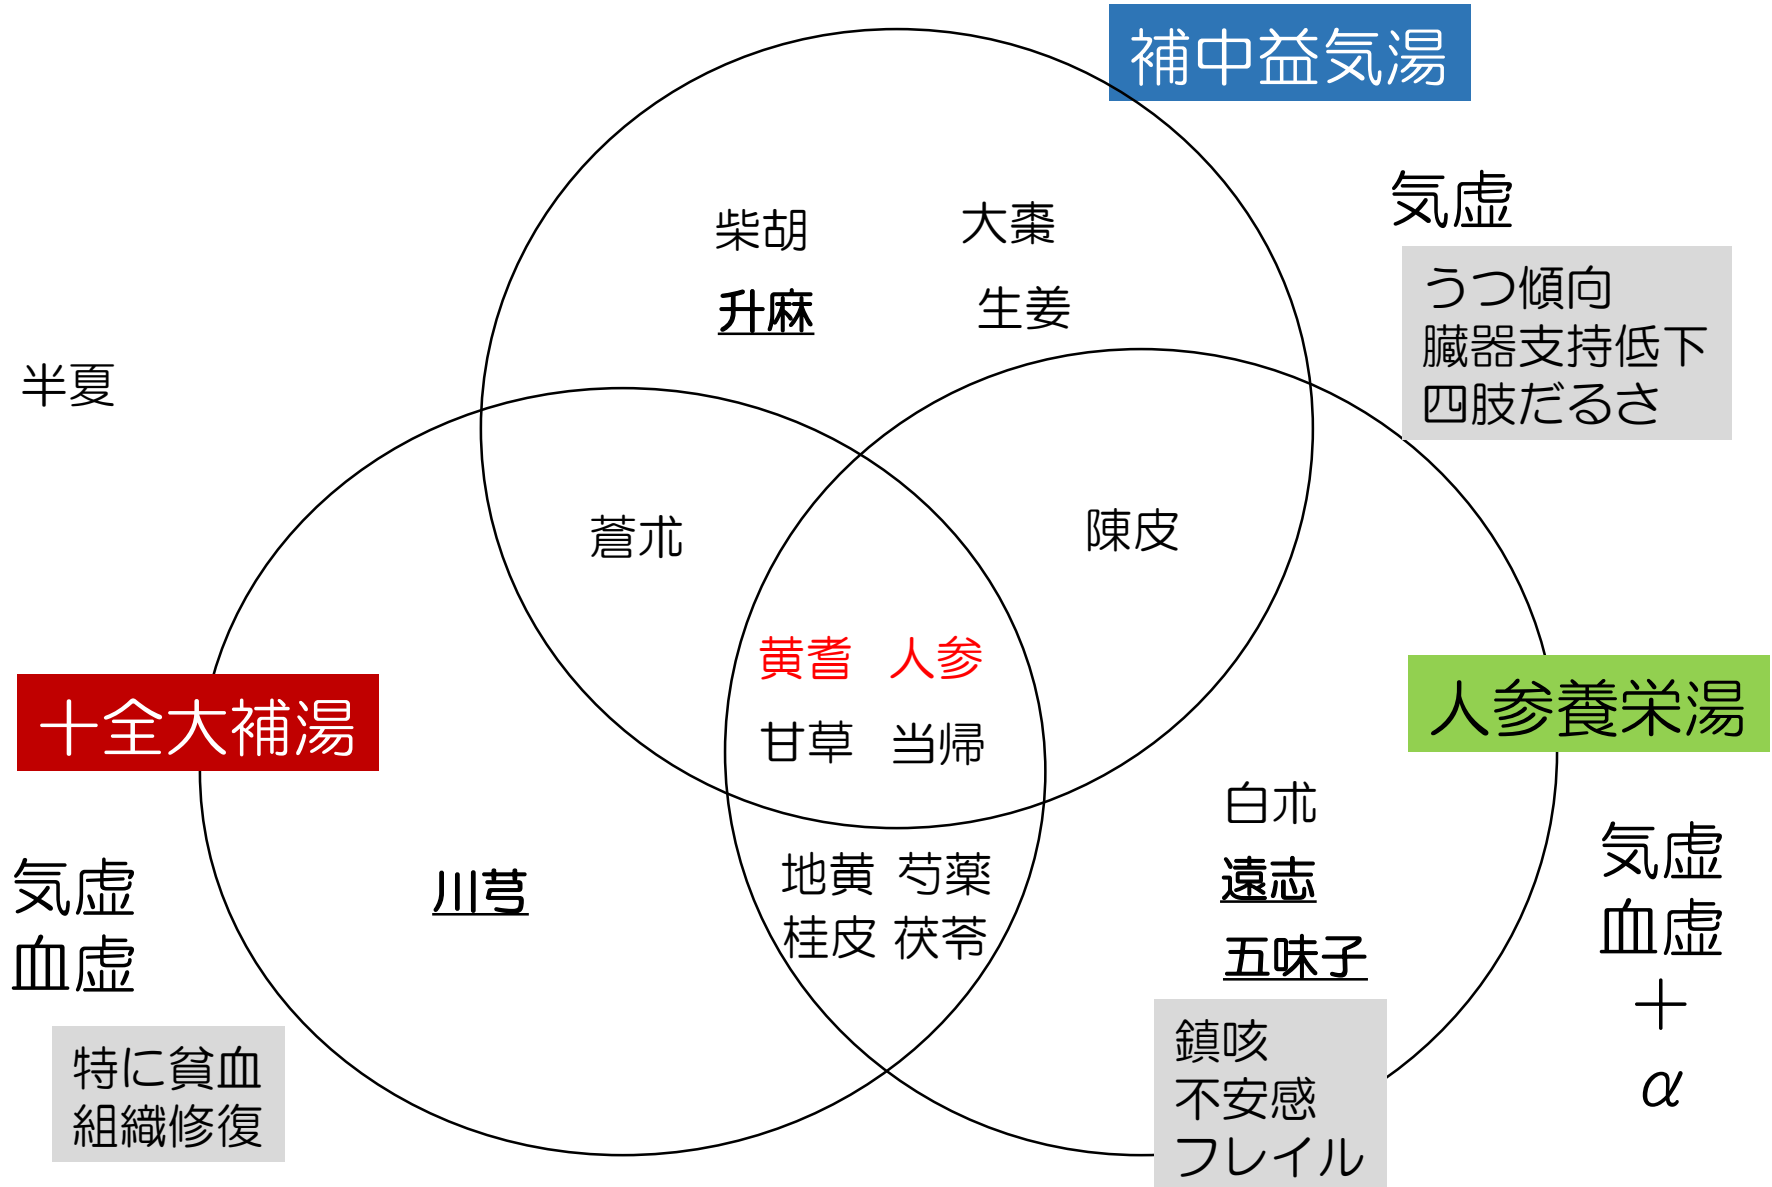 補中益気湯
気虚
うつ傾向
臓器支持低下
四肢だるさ
柴胡 大棗
升麻 生姜
半夏
蒼朮 陳皮
黄耆 人参
甘草 当帰
十全大補湯
人参養栄湯
地黄 芍薬
桂皮 茯苓
川芎
白朮
遠志
五味子
気虚
血虚
特に貧血
組織修復
気虚
血虚
＋
α
鎮咳
不安感
フレイル